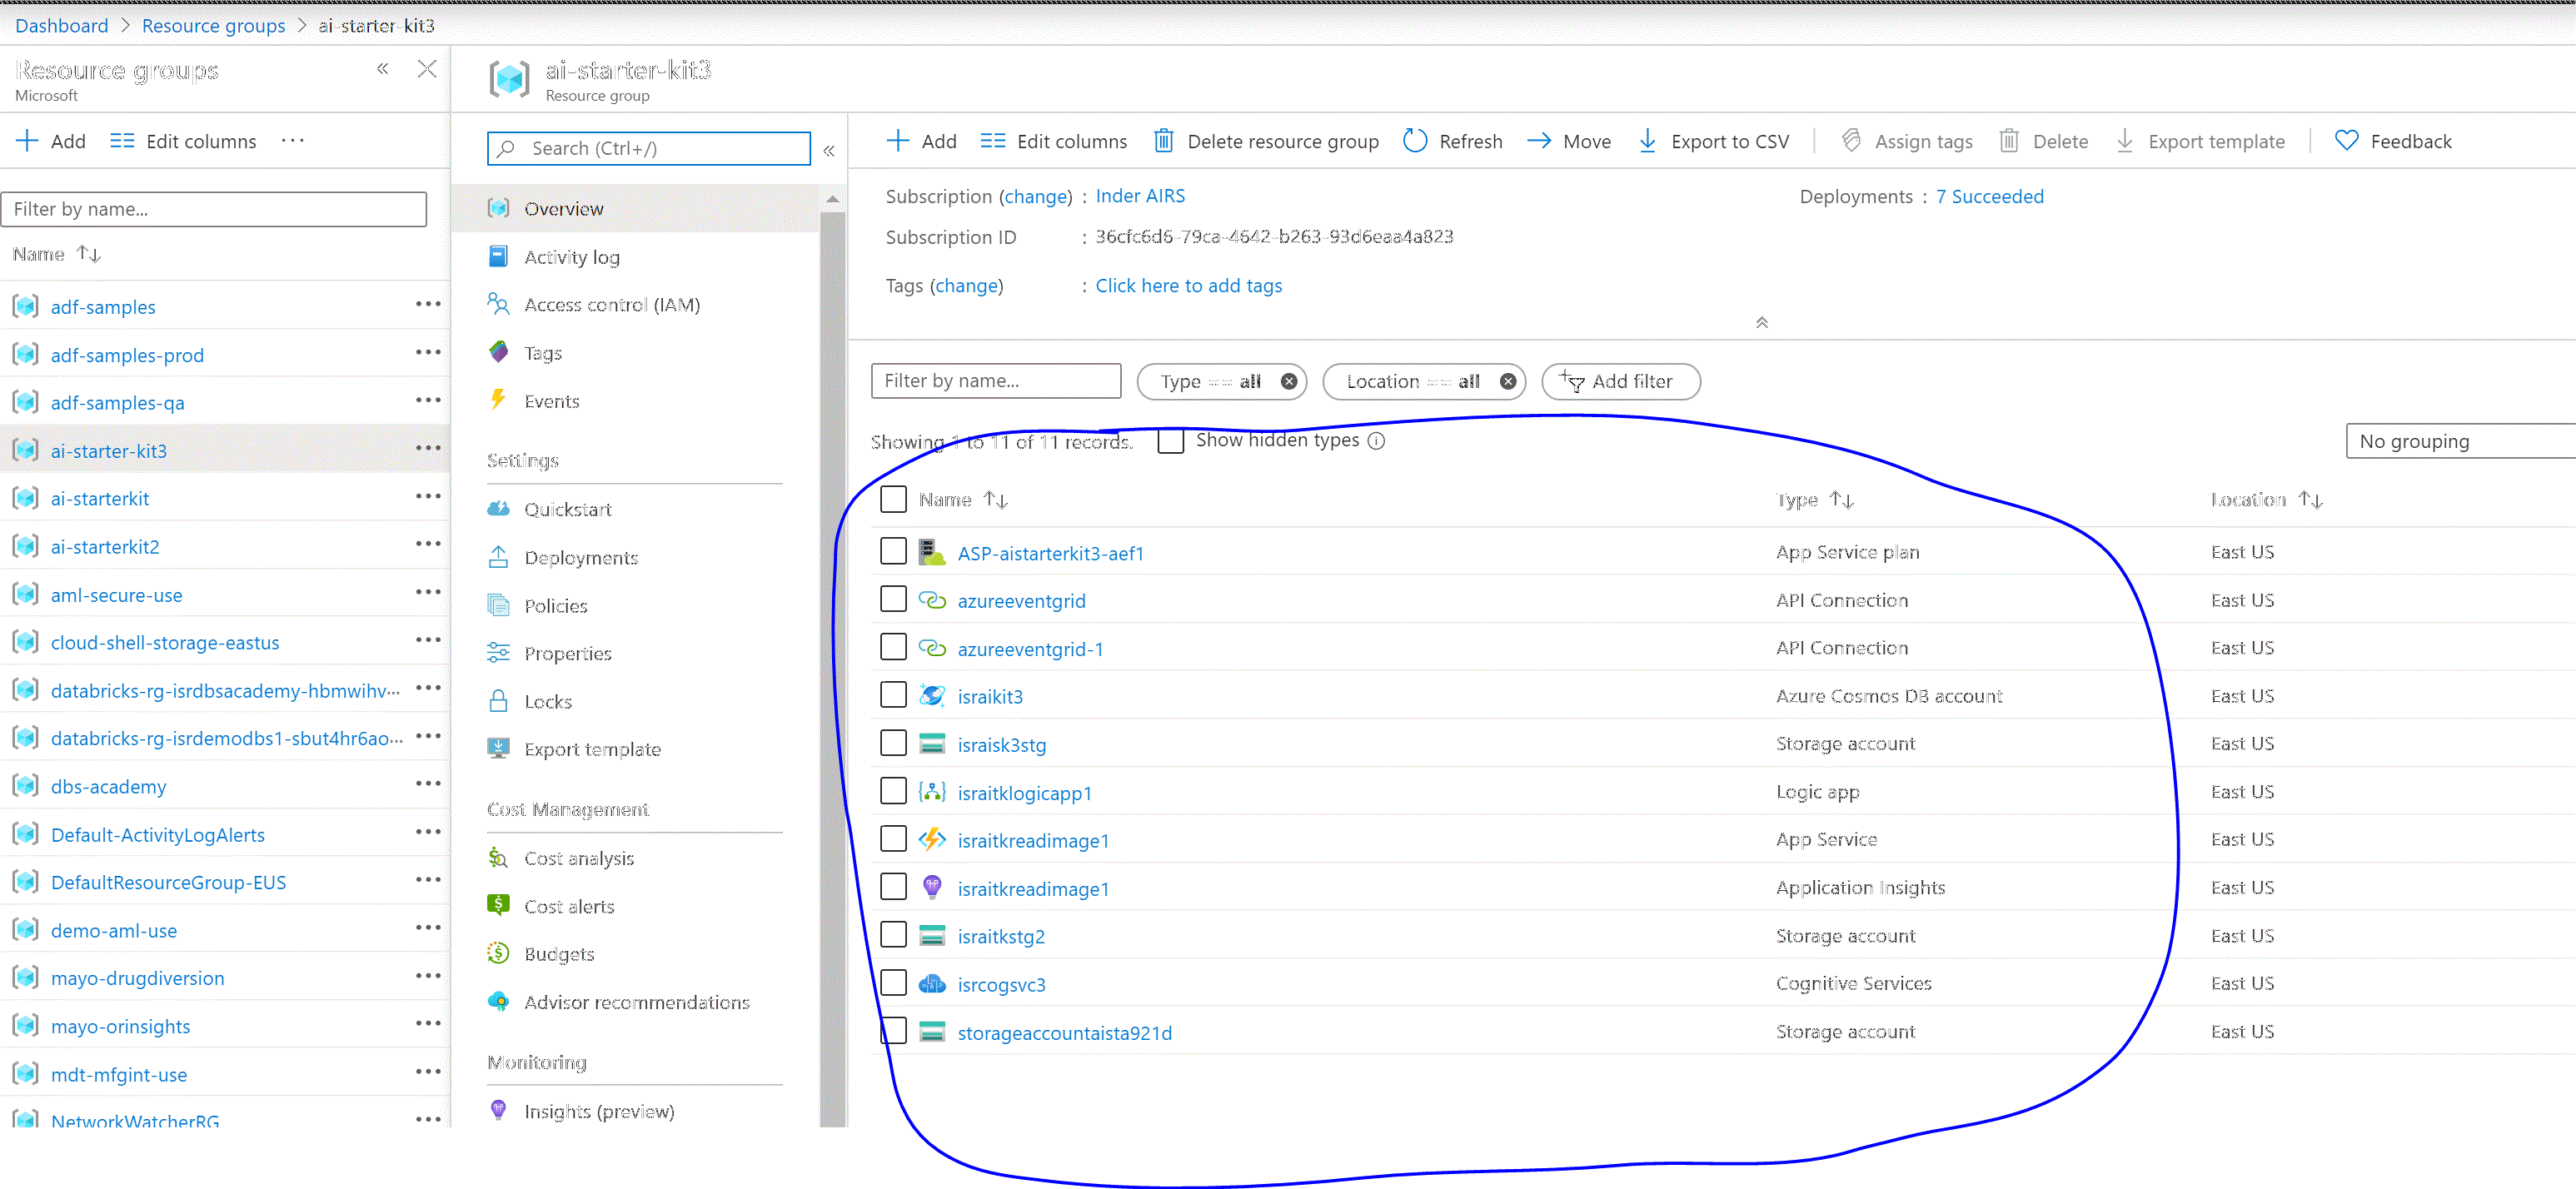 Dashboard > Resource groups > ai-starter-kit3
Resource groups
Microsoft
Add Edit columns ...
Filter by name...
Name
adf-samples
adf-samples-prod
adf-samples-qa
ai-starter-kit3
ai-starterkit
ai-starterkit2
aml-secure-use
cloud-shell-storage-eastus
databricks-rg-isrdbsacademy-hbmwihv...
databricks-rg-isrdemodbs1-sbut4hr6ao...
dbs-academy
Default-ActivityLogAlerts
DefaultResourceGroup-EUS
demo-aml-use
mayo-drugdiversion
mayo-orinsights
mdt-mfgint-use
NetworkWatcherRG
ai-starter-kit3
Resource group
Search (Ctrl+/)
Overview
Activity log
Access control (IAM)
Tags
Events
Settings
Quickstart
Deployments
Policies
Properties
Locks
Export template
Cost Management
Cost analysis
Cost alerts
Budgets
Advisor recommendations
Monitoring
Insights (preview)
Add Edit columns Delete resource group Refresh Move Export to CSV Assign tags Delete Export template Feedback
Subscription (change) : Inder AIRS Deployments : 7 Succeeded
Subscription ID : 36cfc6d6-79ca-4642-b263-93d6eaa4a823
Tags (change) : Click here to add tags
Filter by name... Type == all Location == all Add filter
Showing 1 to 11 of 11 records. Show hidden types No grouping
Name Type Location
ASP-aistarterkit3-aef1 App Service plan East US
azureeventgrid API Connection East US
azureeventgrid-1 API Connection East US
israikit3 Azure Cosmos DB account East US
israisk3stg Storage account East US
israitklogicapp1 Logic app East US
israitkreadimage1 App Service East US
israitkreadimage1 Application Insights East US
israitkstg2 Storage account East US
isrcogsvc3 Cognitive Services East US
storageaccountaista921d Storage account East US